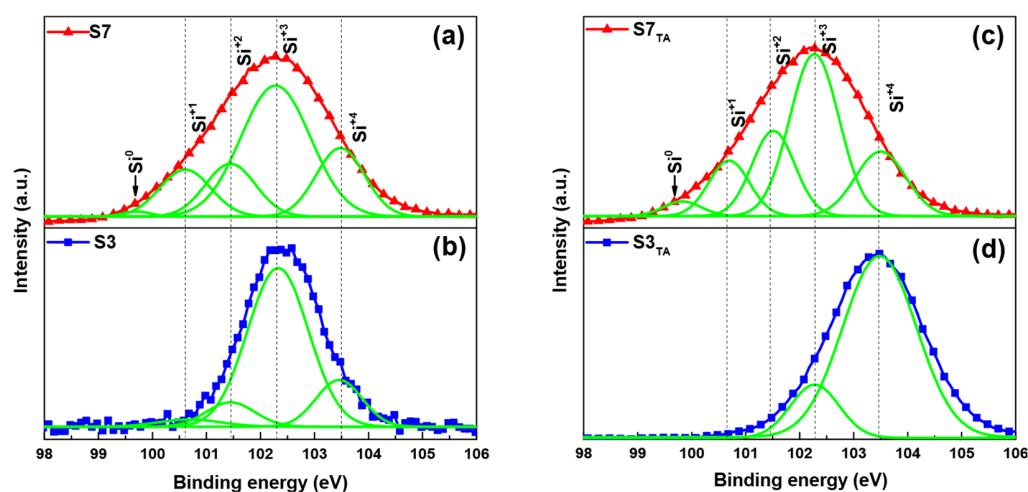 S7
(a)
Si0
Si+1
Si+2
Si+3
Si+4
S3
(b)
Intensity (a.u.)
98 99 100 101 102 103 104 105 106
Binding energy (eV)
S7TA
(c)
Si0
Si+1
Si+2
Si+3
Si+4
S3TA
(d)
Intensity (a.u.)
98 99 100 101 102 103 104 105 106
Binding energy (eV)